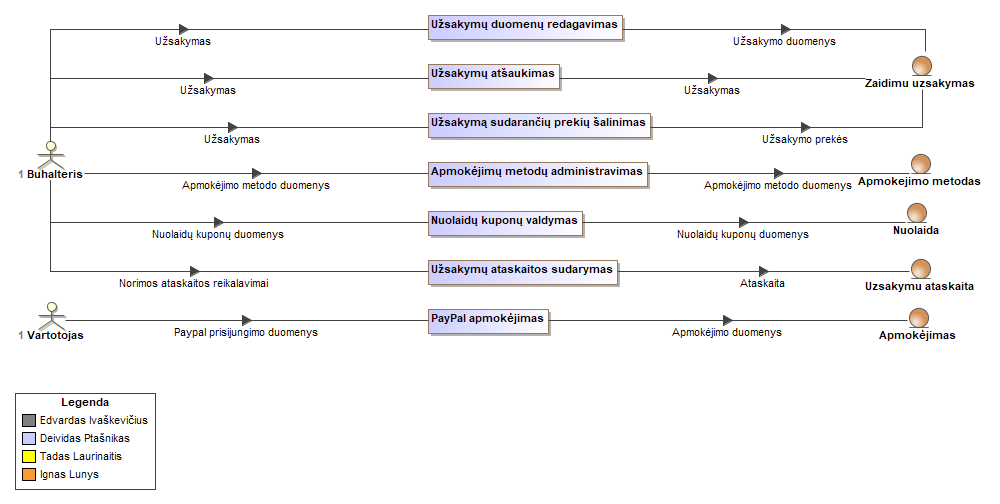 Užsakymų duomenų redagavimas
Užsakymas
Užsakymo duomenys
Užsakymų atšaukimas
Užsakymas
Užsakymas
Zaidimu uzsakymas
Užsakymą sudarančių prekių šalinimas
Užsakymas
Užsakymo prekės
1 Buhalteris
Apmokėjimų metodų administravimas
Apmokėjimo metodo duomenys
Apmokėjimo metodo duomenys
Apmokejimo metodas
Nuolaidų kuponų valdymas
Nuolaidų kuponų duomenys
Nuolaidų kuponų duomenys
Nuolaida
Užsakymų ataskaitos sudarymas
Norimos ataskaitos reikalavimai
Ataskaita
Uzsakymu ataskaita
1 Vartotojas
PayPal apmokėjimas
Paypal prisijungimo duomenys
Apmokėjimo duomenys
Apmokėjimas
Legenda
Edvardas Ivaškevičius
Deividas Ptašnikas
Tadas Laurinaitis
Ignas Lunys